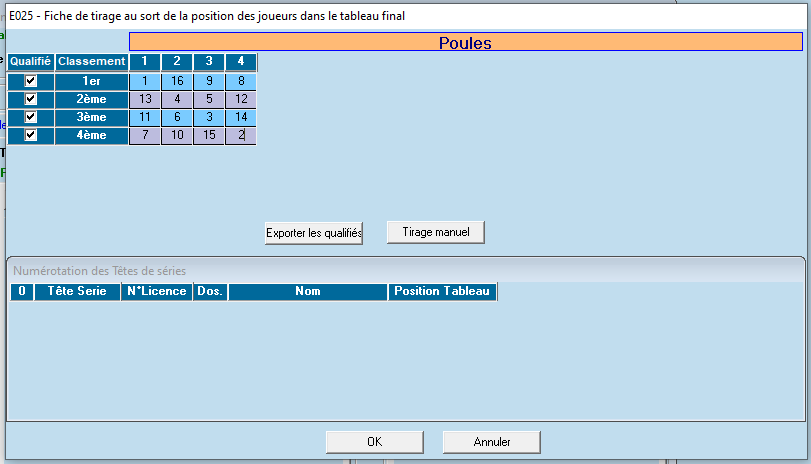 E025 - Fiche de tirage au sort de la position des joueurs dans le tableau final
Poules
Qualifié Classement 1 2 3 4
1er 1 16 9 8
2ème 13 4 5 12
3ème 11 6 3 14
4ème 7 10 15 2
Exporter les qualifiés Tirage manuel
Numérotation des Têtes de séries
0 Tête Serie N°Licence Dos. Nom Position Tableau
OK Annuler